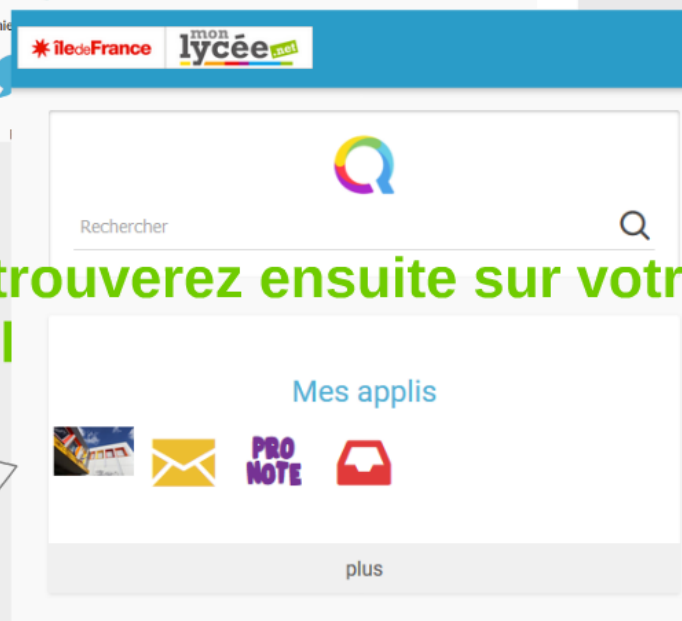 îledeFrance
mon
lycée.net
Rechercher
trouverez ensuite sur votr
l
Mes applis
PRO
NOTE
plus